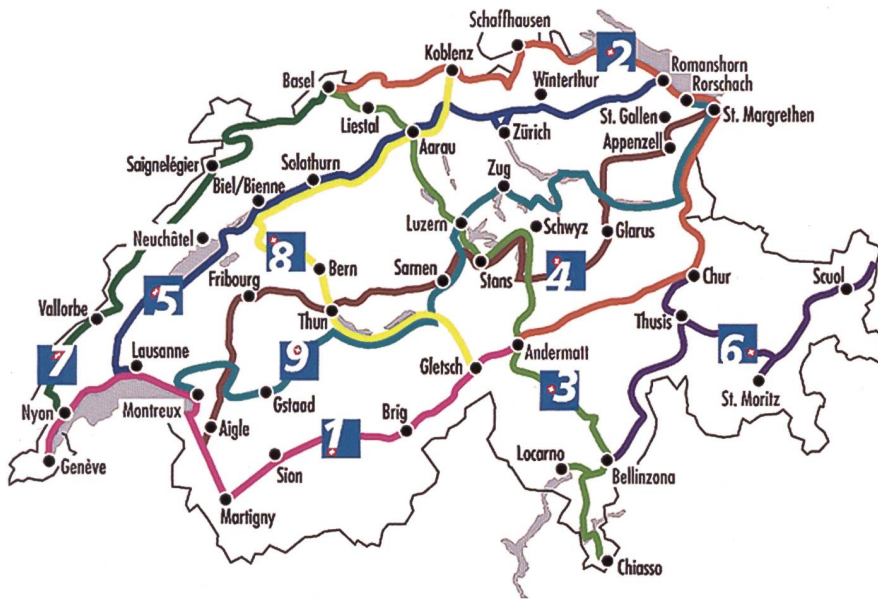 Schaffhausen
2
Koblenz
Romanshorn
Basel
Winterthur
Rorschach
St. Gallen
St. Margrethen
Liestal
Zürich
Aarau
Appenzell
Saignelégier
Solothurn
Zug
Biel/Bienne
Luzern
Schwyz
Neuchâtel
Glarus
8
Bern
4
Sarnen
Stans
Fribourg
5
Chur
Scuol
Vallorbe
Thun
Thusis
Lausanne
9
Andermatt
6
7
Gletsch
St. Moritz
Gstaad
3
Nyon
Montreux
Brig
Aigle
1
Locarno
Genève
Sion
Bellinzona
Martigny
Chiasso